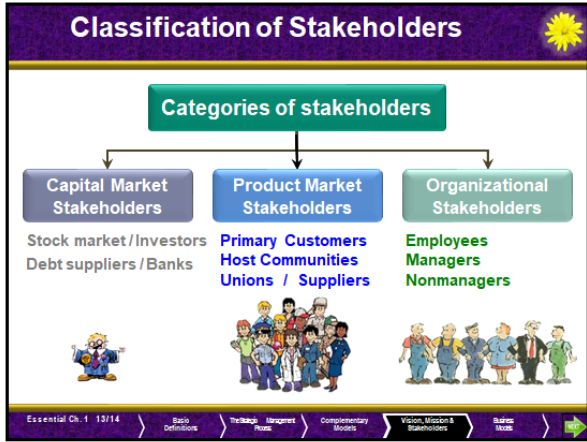 Classification of Stakeholders
Categories of stakeholders
Capital Market
Stakeholders
Stock market / Investors
Debt suppliers / Banks
Product Market
Stakeholders
Primary Customers
Host Communities
Unions / Suppliers
Organizational
Stakeholders
Employees
Managers
Nonmanagers
Essential Ch. 1 13/14
Basic
Definitions
The Strategic Management
Process
Complementary
Models
Vision, Mission &
Stakeholders
Business
Models
NEXT